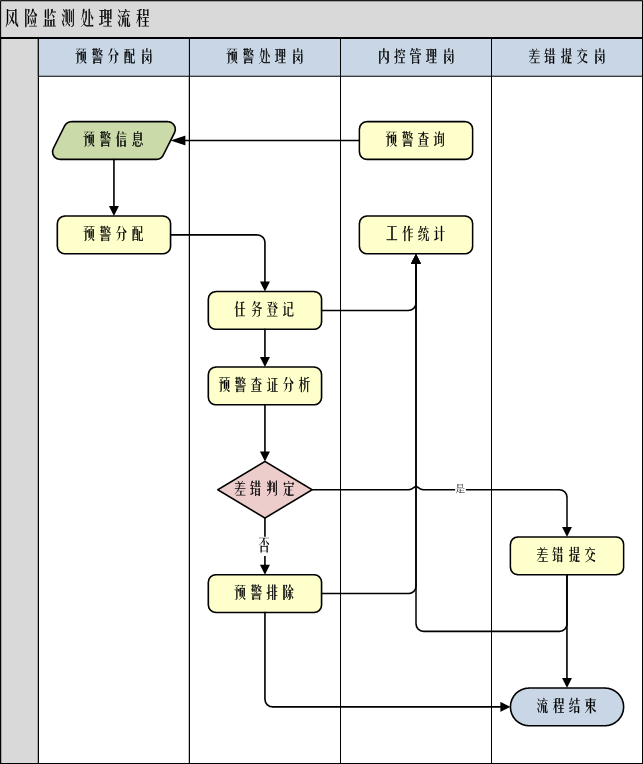 风险监测处理流程
预警分配岗
预警处理岗
内控管理岗
差错提交岗
预警信息
预警查询
预警分配
工作统计
任务登记
预警查证分析
差错判定
是
否
差错提交
预警排除
流程结束